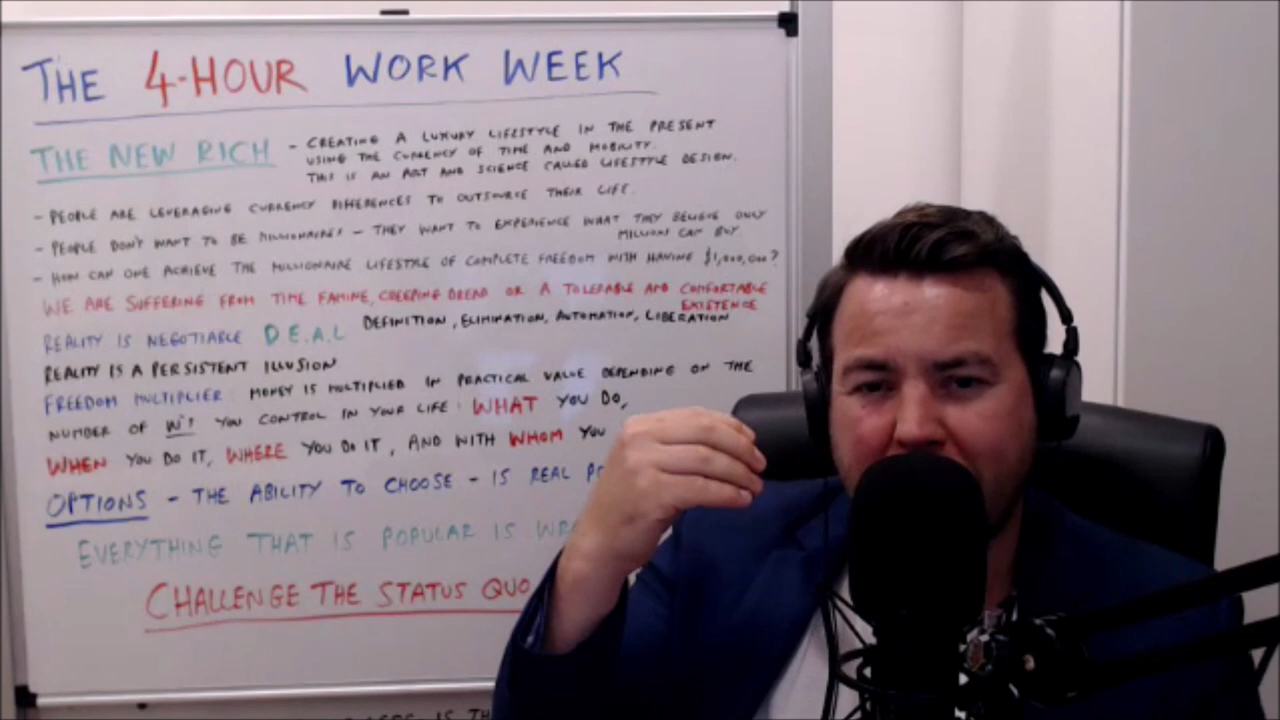 THE 4-HOUR WORK WEEK
THE NEW RICH - CREATING A LUXURY LIFESTYLE IN THE PRESENT
USING THE CURRENCY OF TIME AND MOBILITY.
THIS IS AN ART AND SCIENCE CALLED LIFESTYLE DESIGN.
- PEOPLE ARE LEVERAGING CURRENCY DIFFERENCES TO OUTSOURCE THEIR LIFE.
- PEOPLE DON'T WANT TO BE MILLIONAIRES - THEY WANT TO EXPERIENCE WHAT THEY BELIEVE ONLY
MILLION CAN BUY
- HOW CAN ONE ACHIEVE THE MILLIONAIRE LIFESTYLE OF COMPLETE FREEDOM WITH HAVING $1,000,000?
WE ARE SUFFERING FROM TIME FAMINE, CREEPING DREAD OR A TOLERABLE AND COMFORTABLE
EXISTENCE
REALITY IS NEGOTIABLE D.E.A.L DEFINITION, ELIMINATION, AUTOMATION, LIBERATION
REALITY IS A PERSISTENT ILLUSION
FREEDOM MULTIPLIER: MONEY IS MULTIPLIED IN PRACTICAL VALUE DEPENDING ON THE
NUMBER OF W'S YOU CONTROL IN YOUR LIFE: WHAT YOU DO,
WHEN YOU DO IT, WHERE YOU DO IT, AND WITH WHOM YOU
OPTIONS - THE ABILITY TO CHOOSE - IS REAL
EVERYTHING THAT IS POPULAR IS
CHALLENGE THE STATUS QUO